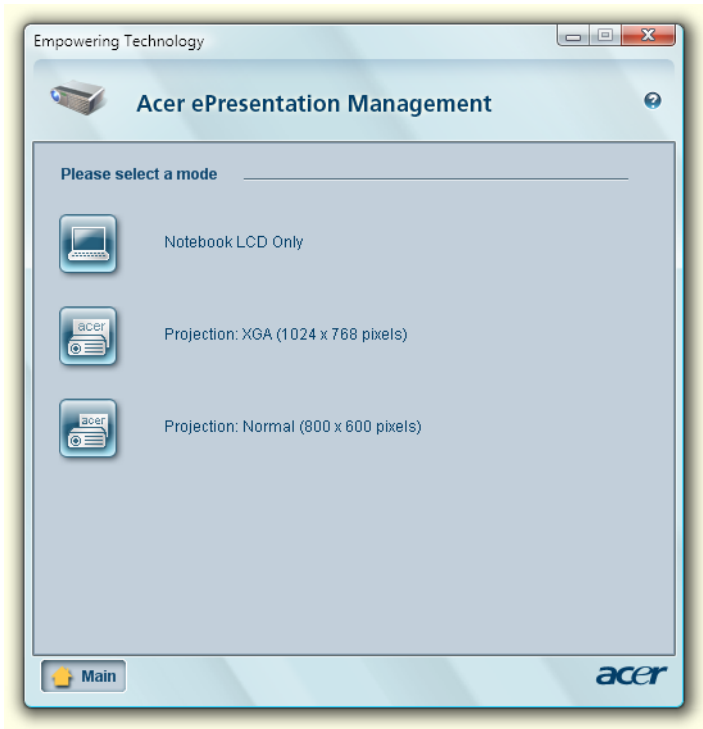 Empowering Technology
Acer ePresentation Management
?
Please select a mode
Notebook LCD Only
acer
Projection: XGA (1024 x 768 pixels)
acer
Projection: Normal (800 x 600 pixels)
Main
acer